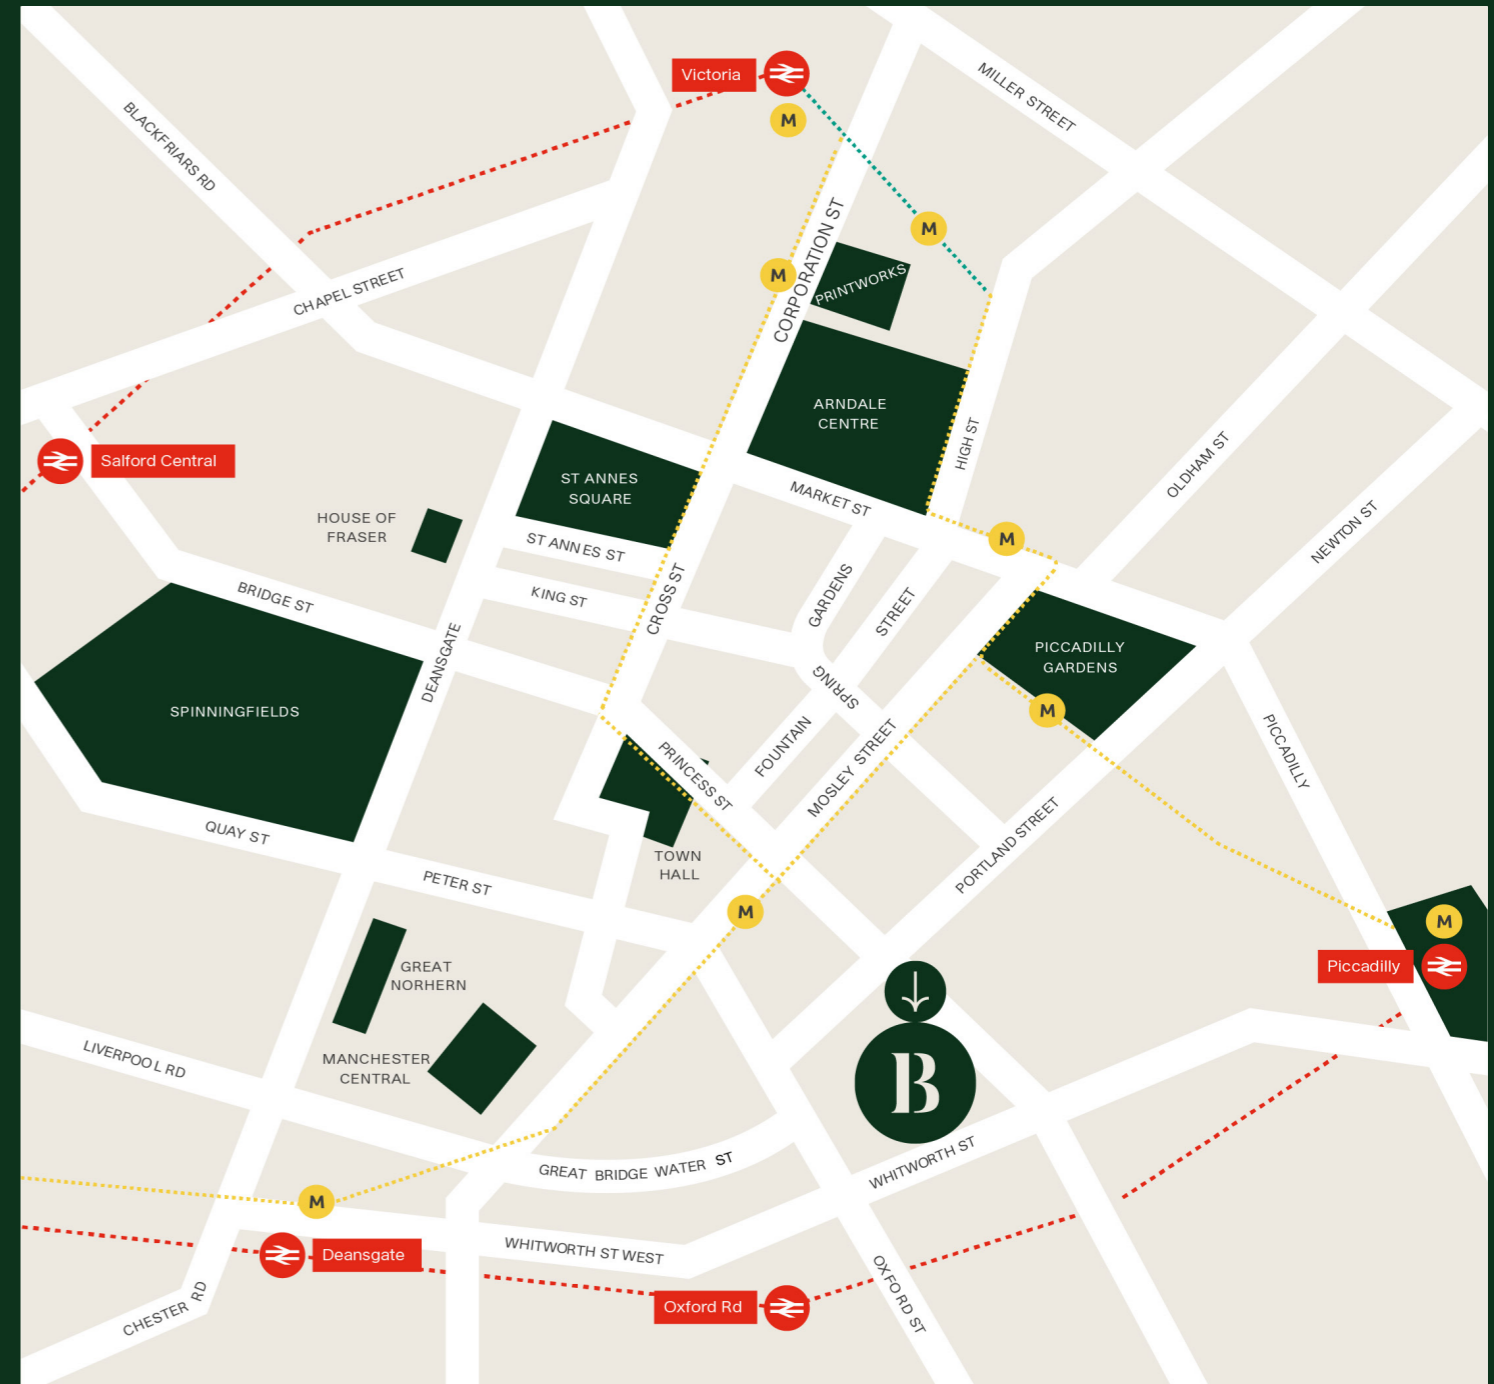 Victoria
M
MILLER STREET
BLACKFRIARS RD
M
CORPORATION ST
M
PRINTWORKS
CHAPEL STREET
ARNDALE
CENTRE
HIGH ST
Salford Central
ST ANNES
SQUARE
MARKET ST
OLDHAM ST
NEWTON ST
HOUSE OF
FRASER
ST ANNES ST
M
BRIDGE ST
KING ST
CROSS ST
GARDENS
STREET
PICCADILLY
GARDENS
DEANSGATE
SPRING
SPINNINGFIELDS
M
PRINCESS ST
FOUNTAIN
MOSLEY STREET
PICCADILLY
QUAY ST
TOWN
HALL
PORTLAND STREET
PETER ST
M
M
Piccadilly
GREAT
NORHERN
LIVERPOOL RD
MANCHESTER
CENTRAL
B
GREAT BRIDGE WATER ST
WHITWORTH ST
M
Deansgate
WHITWORTH ST WEST
OXFORD ST
Oxford Rd
CHESTER RD